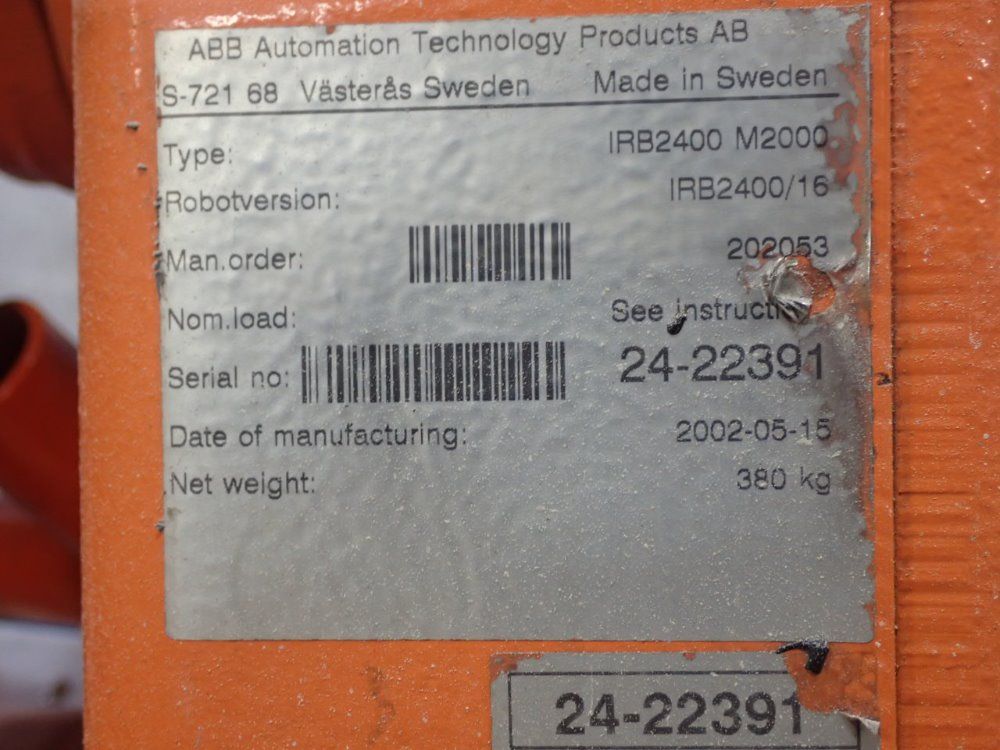 ABB Automation Technology Products AB
S-721 68 Västerås Sweden Made in Sweden
Type: IRB2400 M2000
Robotversion: IRB2400/16
Man.order: 202053
Nom.load: See
Serial no: 24-22391
Date of manufacturing: 2002-05-15
Net weight: 380 kg
24-22391